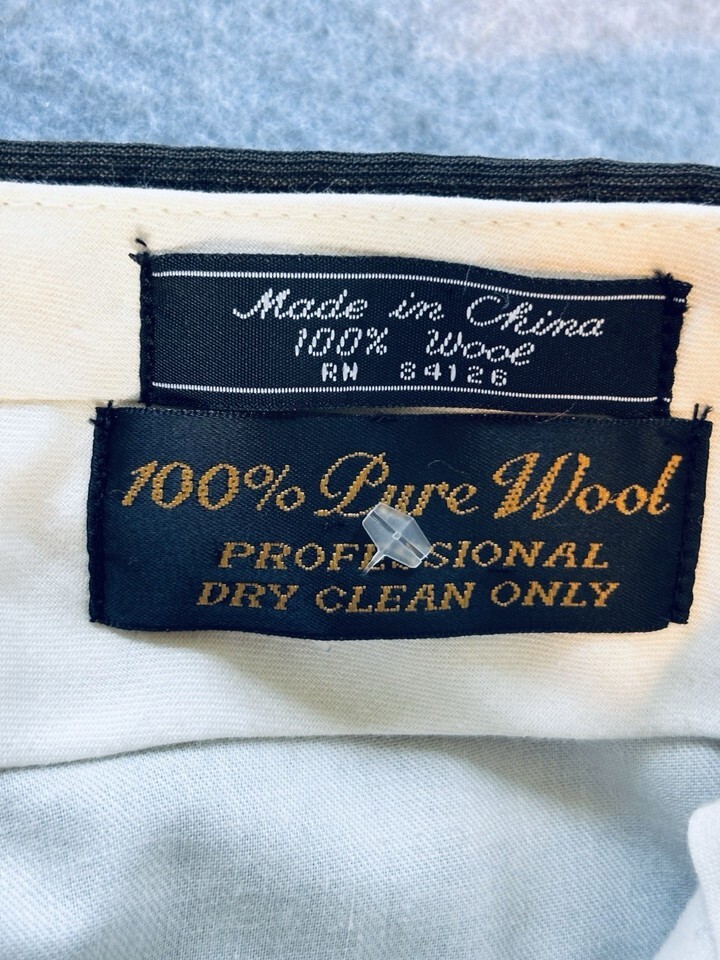 Made in China
100% Wool
RN 84126
100% Pure Wool
PROFESSIONAL
DRY CLEAN ONLY